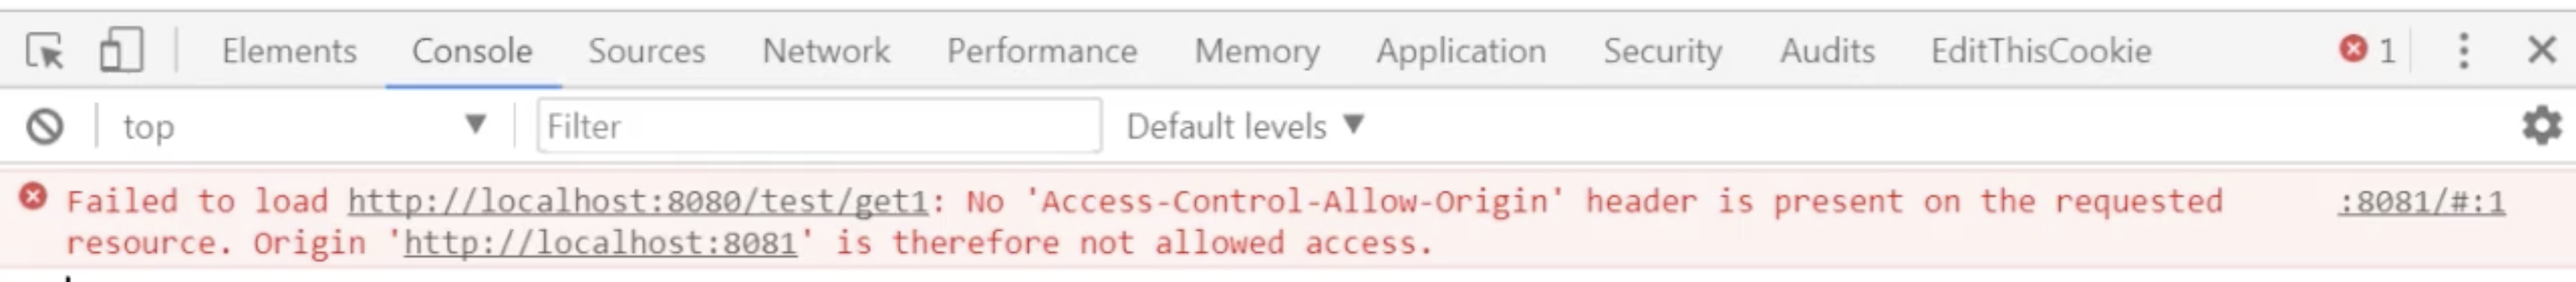 Elements Console Sources Network Performance Memory Application Security Audits EditThisCookie 1
top Filter Default levels
Failed to load http://localhost:8080/test/get1: No 'Access-Control-Allow-Origin' header is present on the requested :8081/#:1
resource. Origin 'http://localhost:8081' is therefore not allowed access.